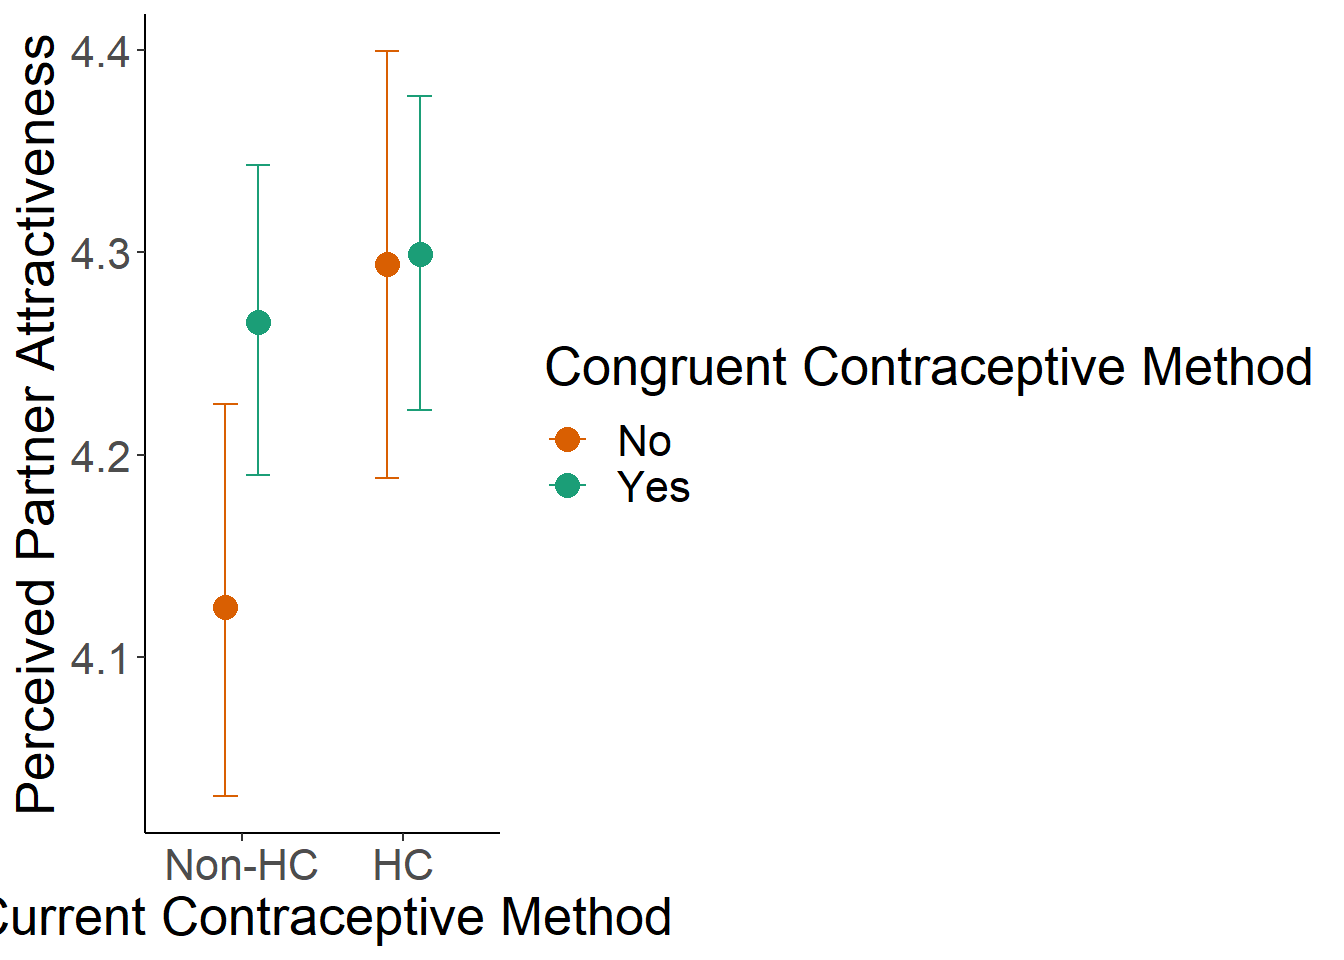 Perceived Partner Attractiveness
4.4
4.3
4.2
4.1
Non-HC HC
Current Contraceptive Method
Congruent Contraceptive Method
No
Yes